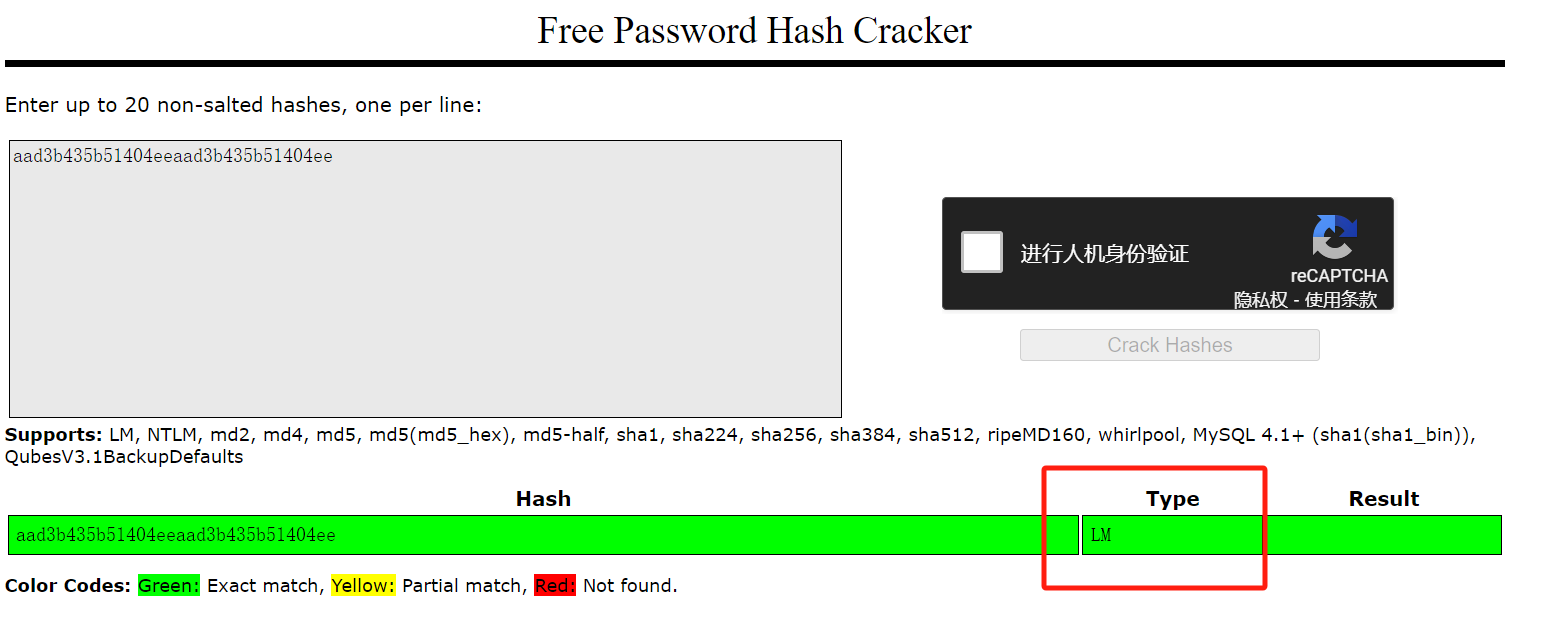 Free Password Hash Cracker
Enter up to 20 non-salted hashes, one per line:
aad3b435b51404eeaad3b435b51404ee
进行人机身份验证
reCAPTCHA
隐私权 - 使用条款
Crack Hashes
Supports: LM, NTLM, md2, md4, md5, md5(md5_hex), md5-half, sha1, sha224, sha256, sha384, sha512, ripeMD160, whirlpool, MySQL 4.1+ (sha1(sha1_bin)),
QubesV3.1BackupDefaults
Hash Type Result
aad3b435b51404eeaad3b435b51404ee LM
Color Codes: Green: Exact match, Yellow: Partial match, Red: Not found.